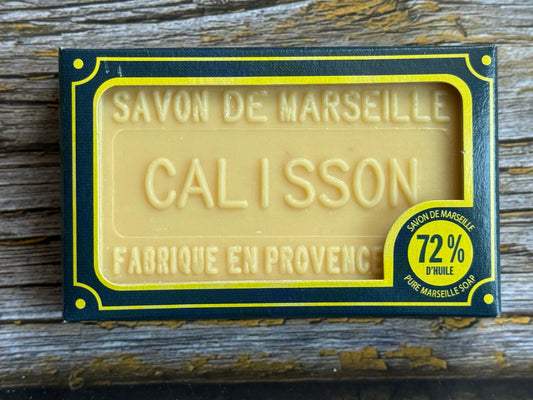 SAVON DE MARSEILLE
CALISSON
FABRIQUE EN PROVENCE
SAVON DE MARSEILLE
72%
D'HUILE
PURE MARSEILLE SOAP